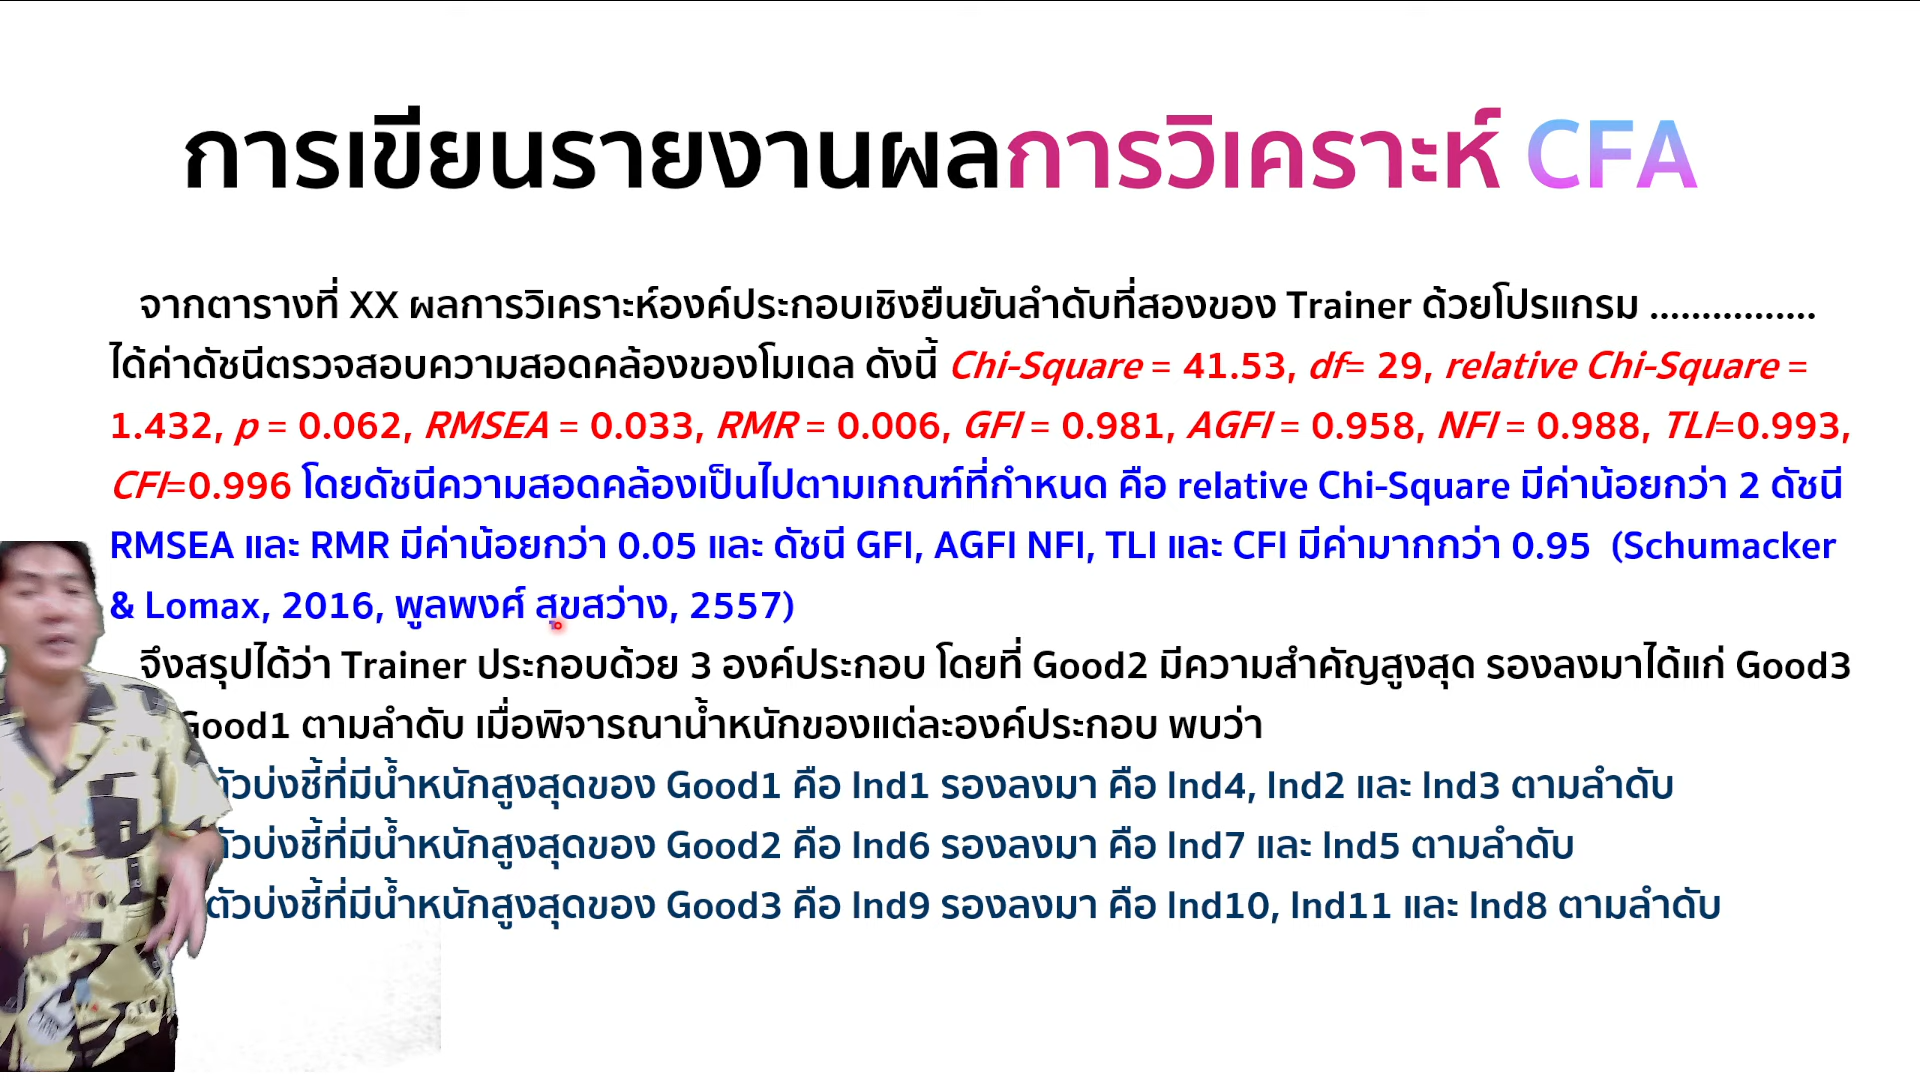 การเขียนรายงานผลการวิเคราะห์ CFA
จากตารางที่ XX ผลการวิเคราะห์องค์ประกอบเชิงยืนยันลำดับที่สองของ Trainer ด้วยโปรแกรม ................
ได้ค่าดัชนีตรวจสอบความสอดคล้องของโมเดล ดังนี้ Chi-Square = 41.53, df= 29, relative Chi-Square =
1.432, p = 0.062, RMSEA = 0.033, RMR = 0.006, GFI = 0.981, AGFI = 0.958, NFI = 0.988, TLI=0.993,
CFI=0.996 โดยดัชนีความสอดคล้องเป็นไปตามเกณฑ์ที่กำหนด คือ relative Chi-Square มีค่าน้อยกว่า 2 ดัชนี
RMSEA และ RMR มีค่าน้อยกว่า 0.05 และ ดัชนี GFI, AGFI NFI, TLI และ CFI มีค่ามากกว่า 0.95 (Schumacker
& Lomax, 2016, พูลพงศ์ สุขสว่าง, 2557)
จึงสรุปได้ว่า Trainer ประกอบด้วย 3 องค์ประกอบ โดยที่ Good2 มีความสำคัญสูงสุด รองลงมาได้แก่ Good3
Good1 ตามลำดับ เมื่อพิจารณาน้ำหนักของแต่ละองค์ประกอบ พบว่า
ตัวบ่งชี้ที่มีน้ำหนักสูงสุดของ Good1 คือ Ind1 รองลงมา คือ Ind4, Ind2 และ Ind3 ตามลำดับ
ตัวบ่งชี้ที่มีน้ำหนักสูงสุดของ Good2 คือ Ind6 รองลงมา คือ Ind7 และ Ind5 ตามลำดับ
ตัวบ่งชี้ที่มีน้ำหนักสูงสุดของ Good3 คือ Ind9 รองลงมา คือ Ind10, Ind11 และ Ind8 ตามลำดับ